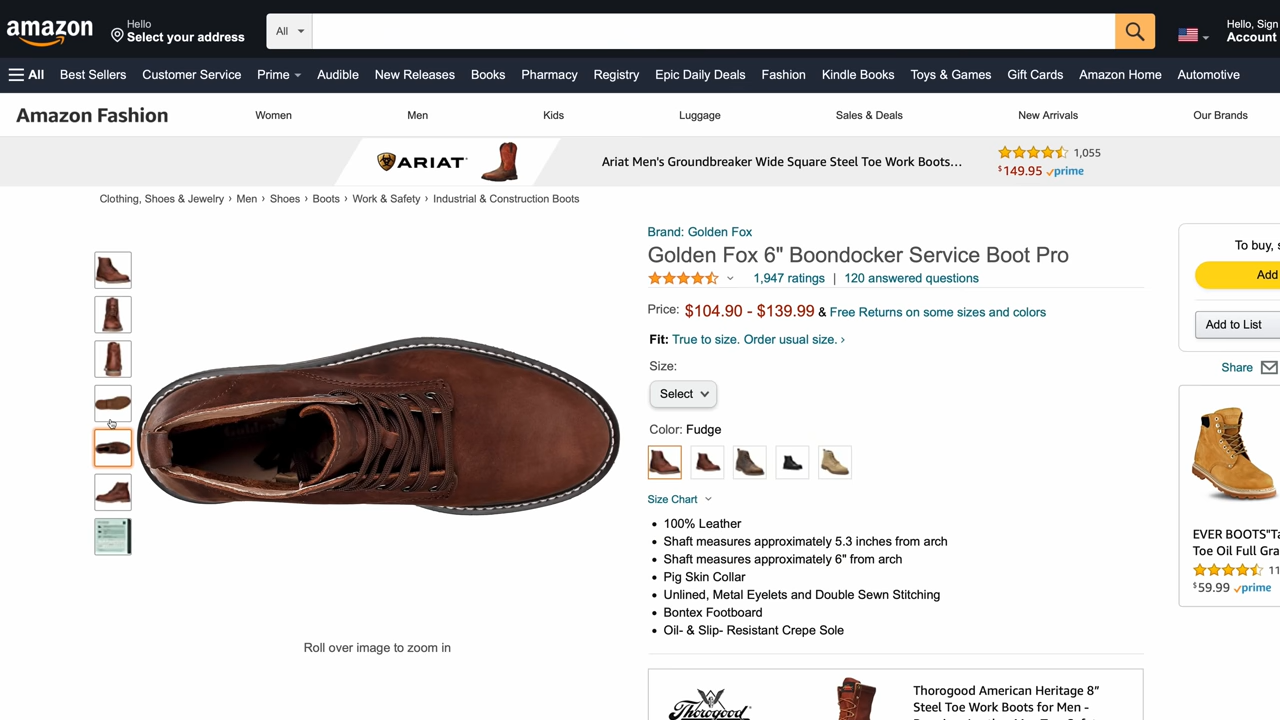 amazon
Hello
Select your address
All
Hello, Sign
Account
All
Best Sellers
Customer Service
Prime
Audible
New Releases
Books
Pharmacy
Registry
Epic Daily Deals
Fashion
Kindle Books
Toys & Games
Gift Cards
Amazon Home
Automotive
Amazon Fashion
Women
Men
Kids
Luggage
Sales & Deals
New Arrivals
Our Brands
ARIAT
Ariat Men's Groundbreaker Wide Square Steel Toe Work Boots…
1,055
$149.95 prime
Clothing, Shoes & Jewelry › Men › Shoes › Boots › Work & Safety › Industrial & Construction Boots
Brand: Golden Fox
Golden Fox 6" Boondocker Service Boot Pro
1,947 ratings | 120 answered questions
Price: $104.90 - $139.99 & Free Returns on some sizes and colors
Fit: True to size. Order usual size. ›
Size:
Select
Color: Fudge
Size Chart
• 100% Leather
• Shaft measures approximately 5.3 inches from arch
• Shaft measures approximately 6" from arch
• Pig Skin Collar
• Unlined, Metal Eyelets and Double Sewn Stitching
• Bontex Footboard
• Oil- & Slip- Resistant Crepe Sole
Roll over image to zoom in
Thorogood
Thorogood American Heritage 8”
Steel Toe Work Boots for Men -
To buy, s
Add
Add to List
Share
EVER BOOTS"Ta
Toe Oil Full Gra
11
$59.99 prime